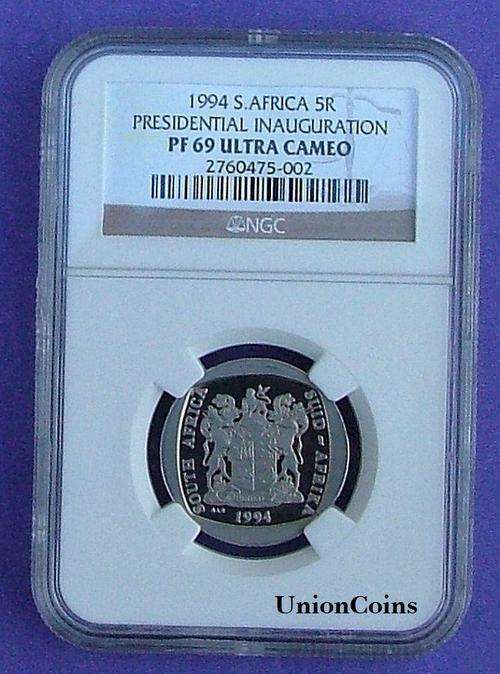 1994 S.AFRICA 5R
PRESIDENTIAL INAUGURATION
PF 69 ULTRA CAMEO
2760475-002
NGC
SOUTH AFRICA
SUID-AFRIKA
1994
UnionCoins